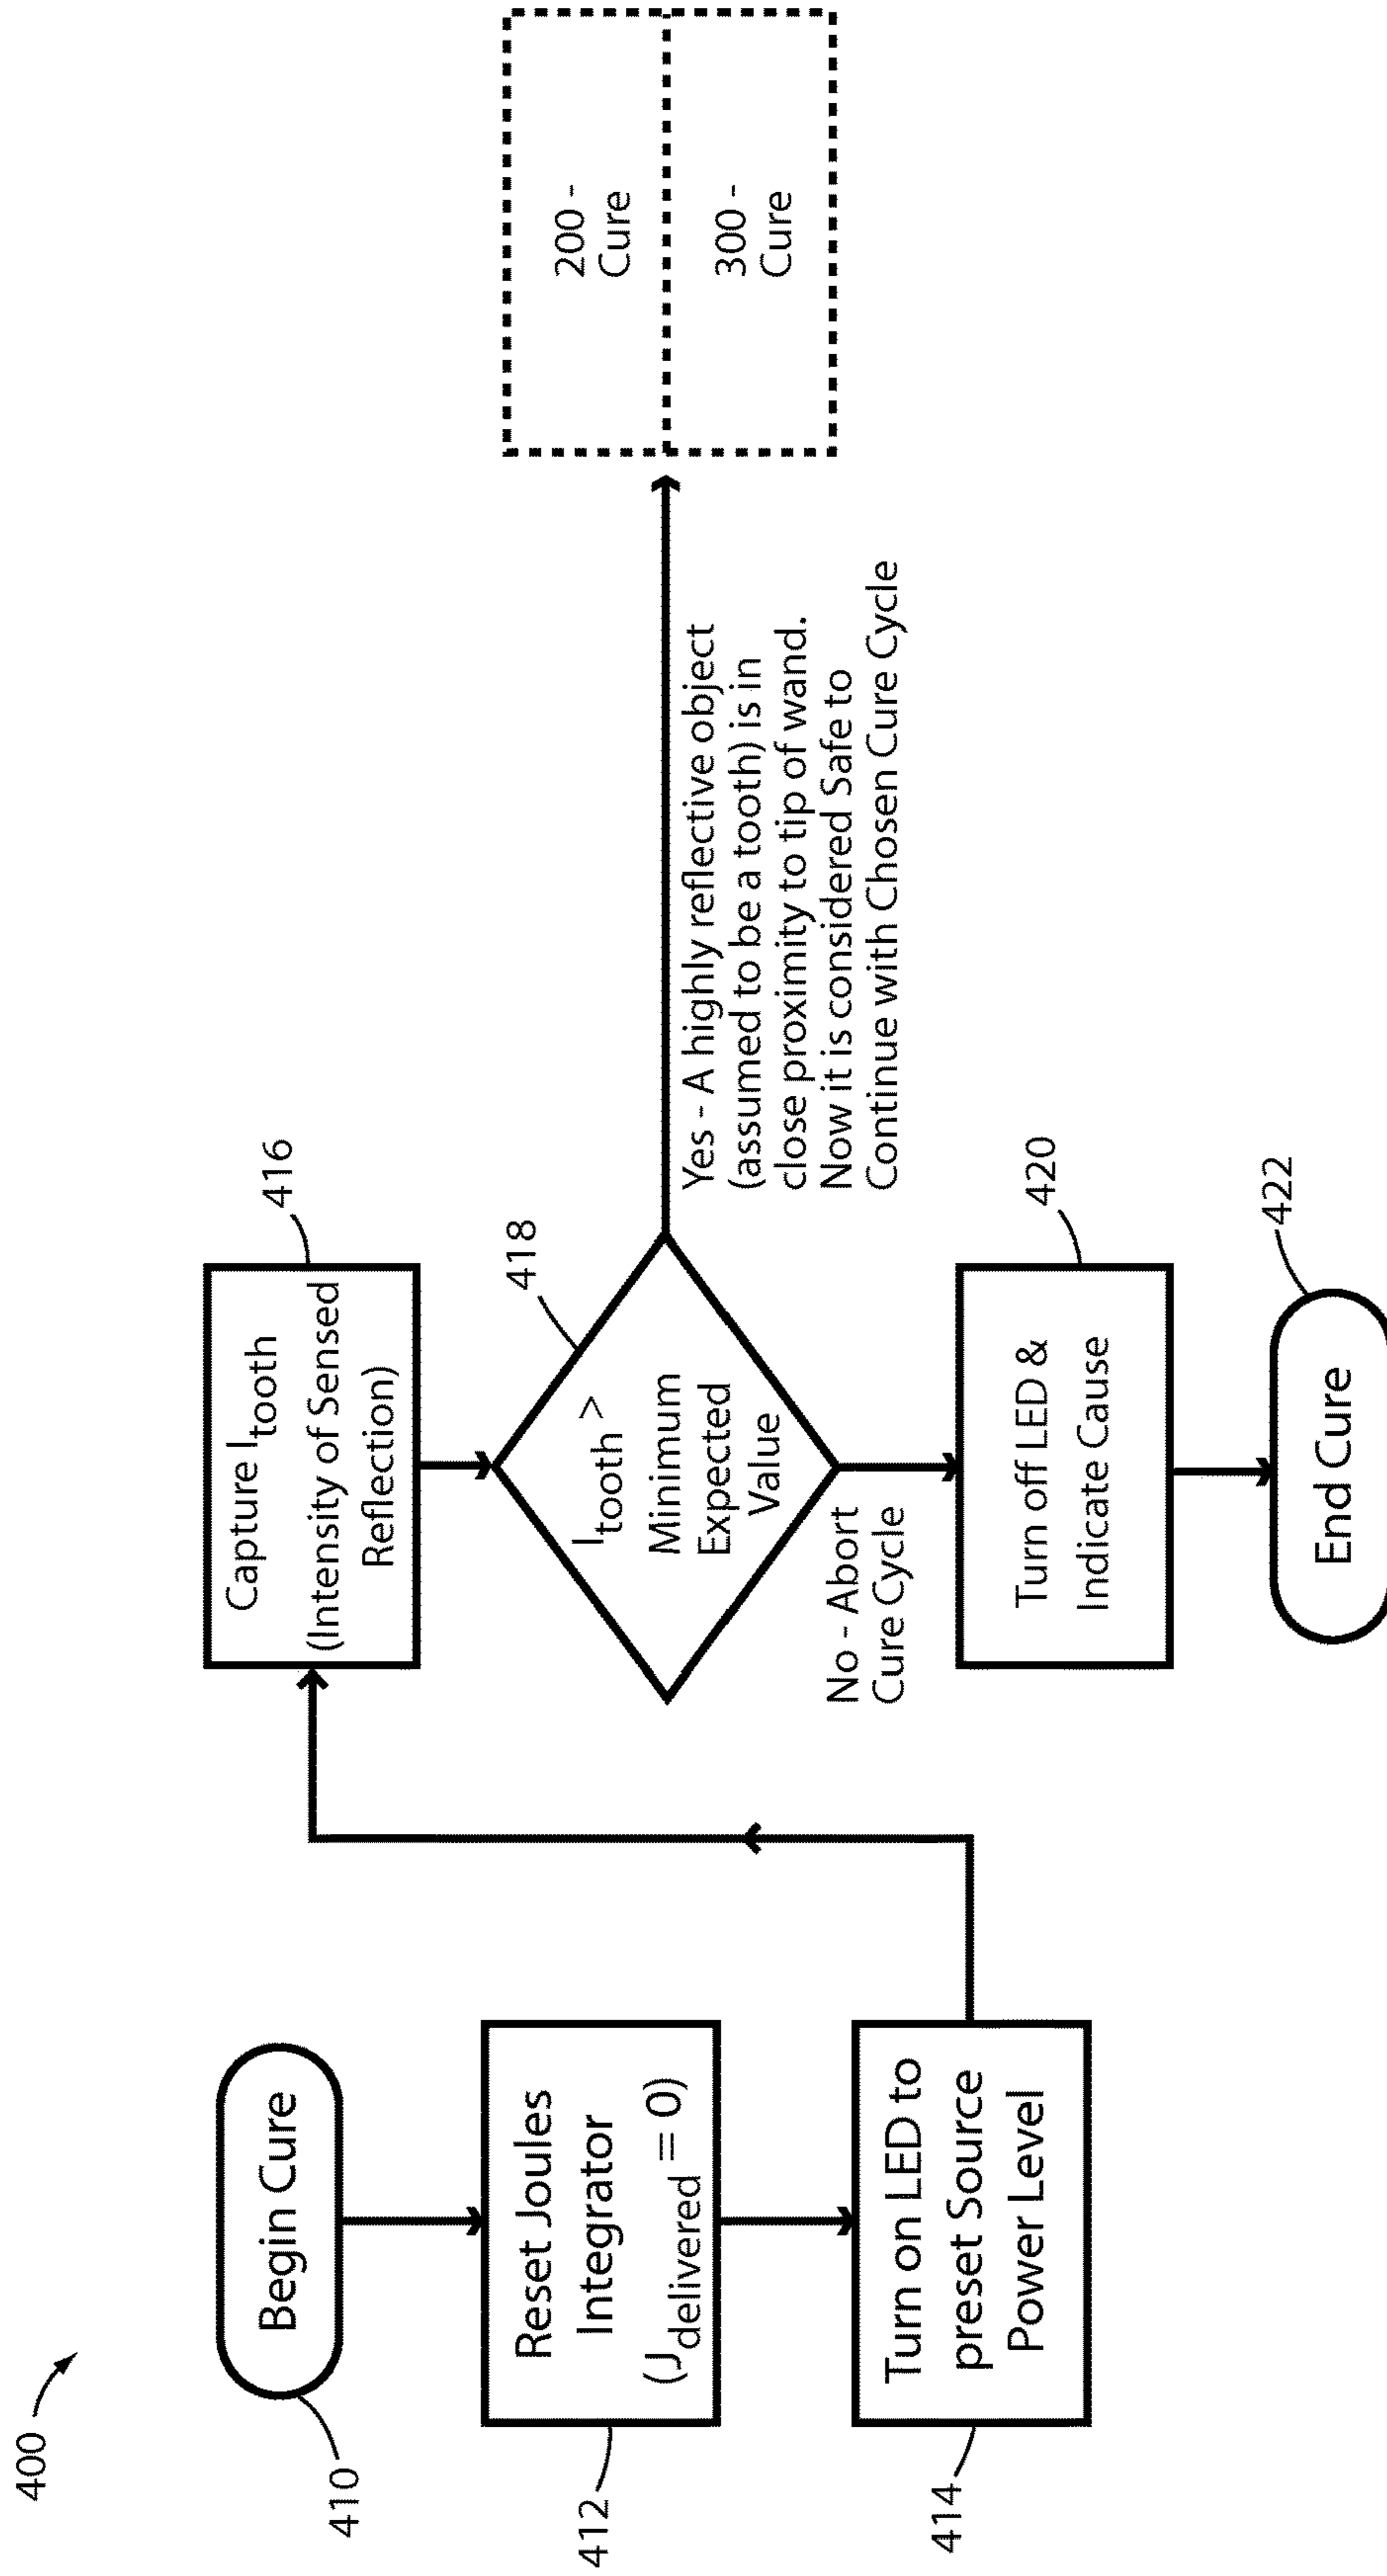 400
410
Begin Cure
412
Reset Joules
Integrator
(Jdelivered = 0)
414
Turn on LED to
preset Source
Power Level
416
Capture Itooth
(Intensity of Sensed
Reflection)
418
Itooth >
Minimum
Expected
Value
Yes - A highly reflective object
(assumed to be a tooth) is in
close proximity to tip of wand.
Now it is considered Safe to
Continue with Chosen Cure Cycle
200 -
Cure
300 -
Cure
No - Abort
Cure Cycle
420
Turn off LED &
Indicate Cause
422
End Cure